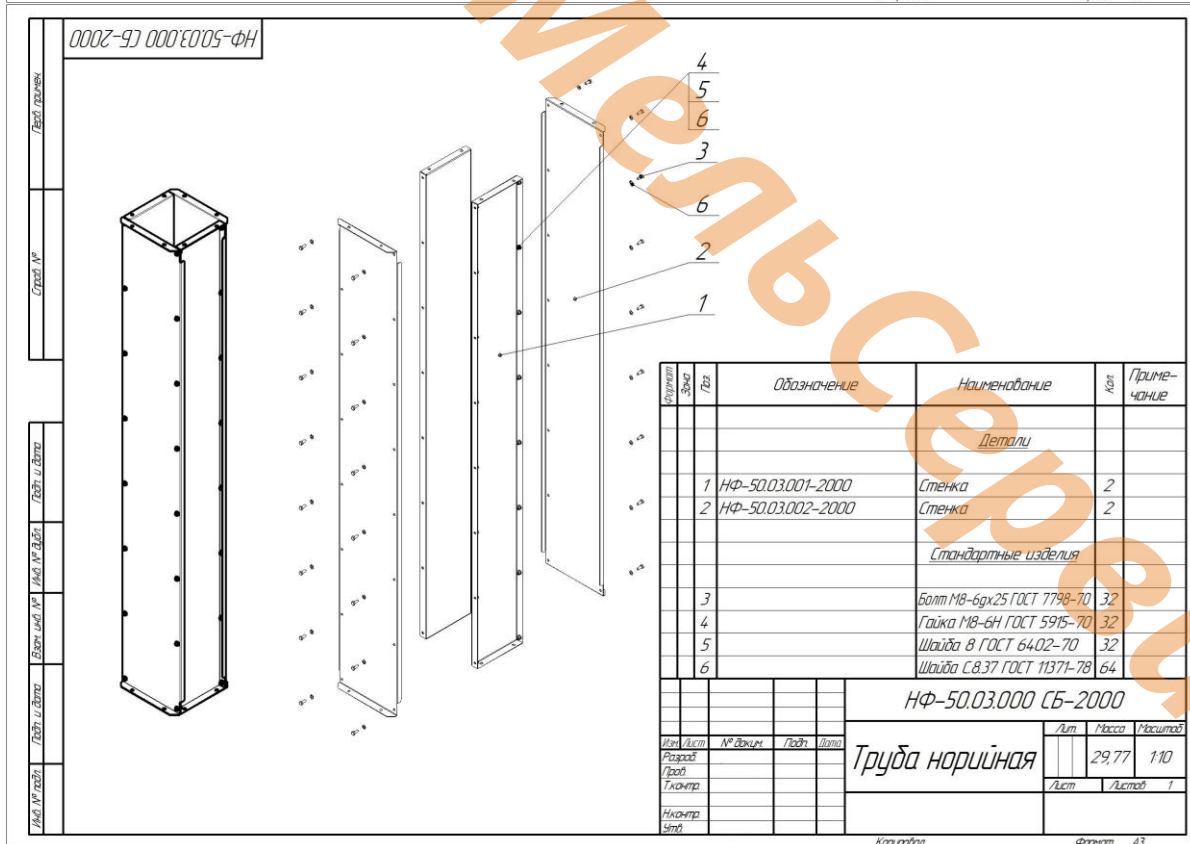 НФ-50.03.000 СБ-2000
Перв. примен.
Справ. №
Подп. и дата
Инв. № дубл.
Взам. инв. №
Подп. и дата
Инв. № подл.
4
5
6
3
6
2
1
МельСерви
Формат Зона Поз. Обозначение Наименование Кол. Приме-
чание
Детали
1 НФ-50.03.001-2000 Стенка 2
2 НФ-50.03.002-2000 Стенка 2
Стандартные изделия
3 Болт М8-6gх25 ГОСТ 7798-70 32
4 Гайка М8-6Н ГОСТ 5915-70 32
5 Шайба 8 ГОСТ 6402-70 32
6 Шайба С.8.37 ГОСТ 11371-78 64
НФ-50.03.000 СБ-2000
Изм. Лист № докум. Подп. Дата
Разраб.
Пров.
Т.контр.
Н.контр.
Утв.
Труба норийная
Лит. Масса Масштаб
29,77 1:10
Лист Листов 1
Копировал Формат А3